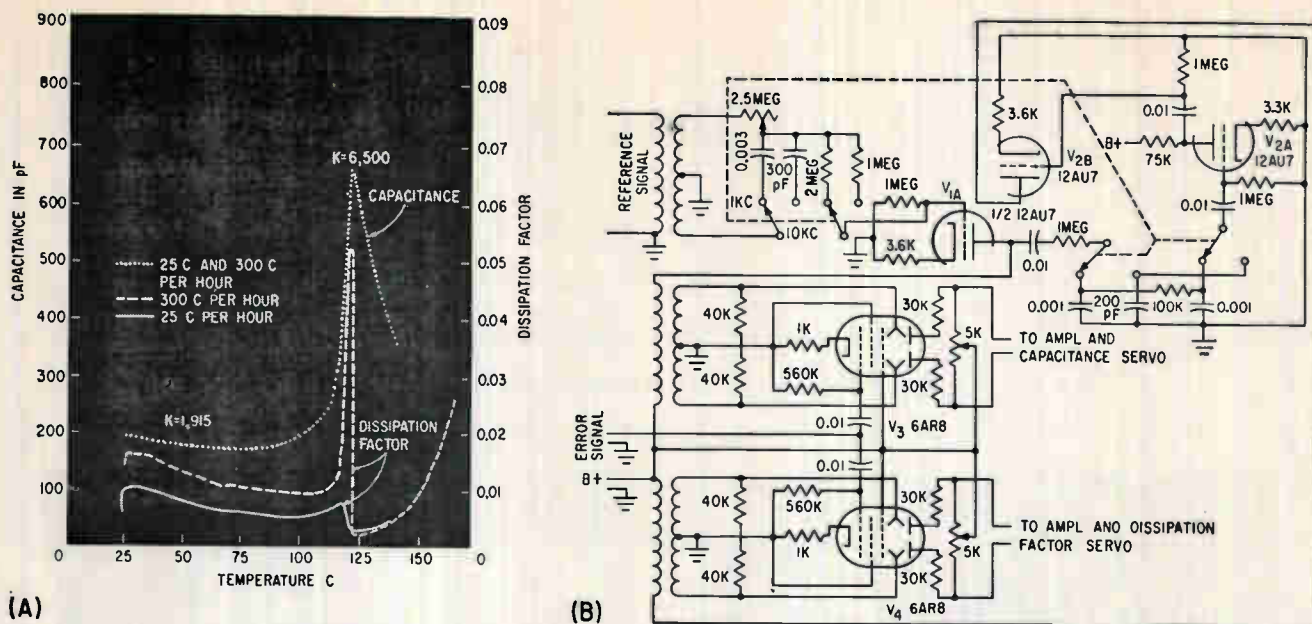 900
800
700
600
500
400
300
200
100
0
CAPACITANCE IN pF
0.09
0.08
0.07
0.06
0.05
0.04
0.03
0.02
0.01
0
DISSIPATION FACTOR
0
25
50
75
100
125
150
TEMPERATURE C
K=6,500
CAPACITANCE
25 C AND 300 C
PER HOUR
300 C PER HOUR
25 C PER HOUR
K=1,915
DISSIPATION
FACTOR
(A)
REFERENCE
SIGNAL
2.5MEG
0.003
300
pF
2 MEG
1MEG
1KC
10KC
1MEG
V1A
3.6K
3.6K
V2B
12AU7
1/2 12AU7
1MEG
0.01
B+
75K
3.3K
V2A
12AU7
1MEG
0.01
0.01
1MEG
0.001
200
pF
100K
0.001
40K
40K
1K
560K
30K
30K
5K
TO AMPL AND
CAPACITANCE SERVO
0.01
V3 6AR8
ERROR
SIGNAL
B+
0.01
40K
40K
560K
1K
30K
30K
5K
TO AMPL AND DISSIPATION
FACTOR SERVO
V4 6AR8
(B)